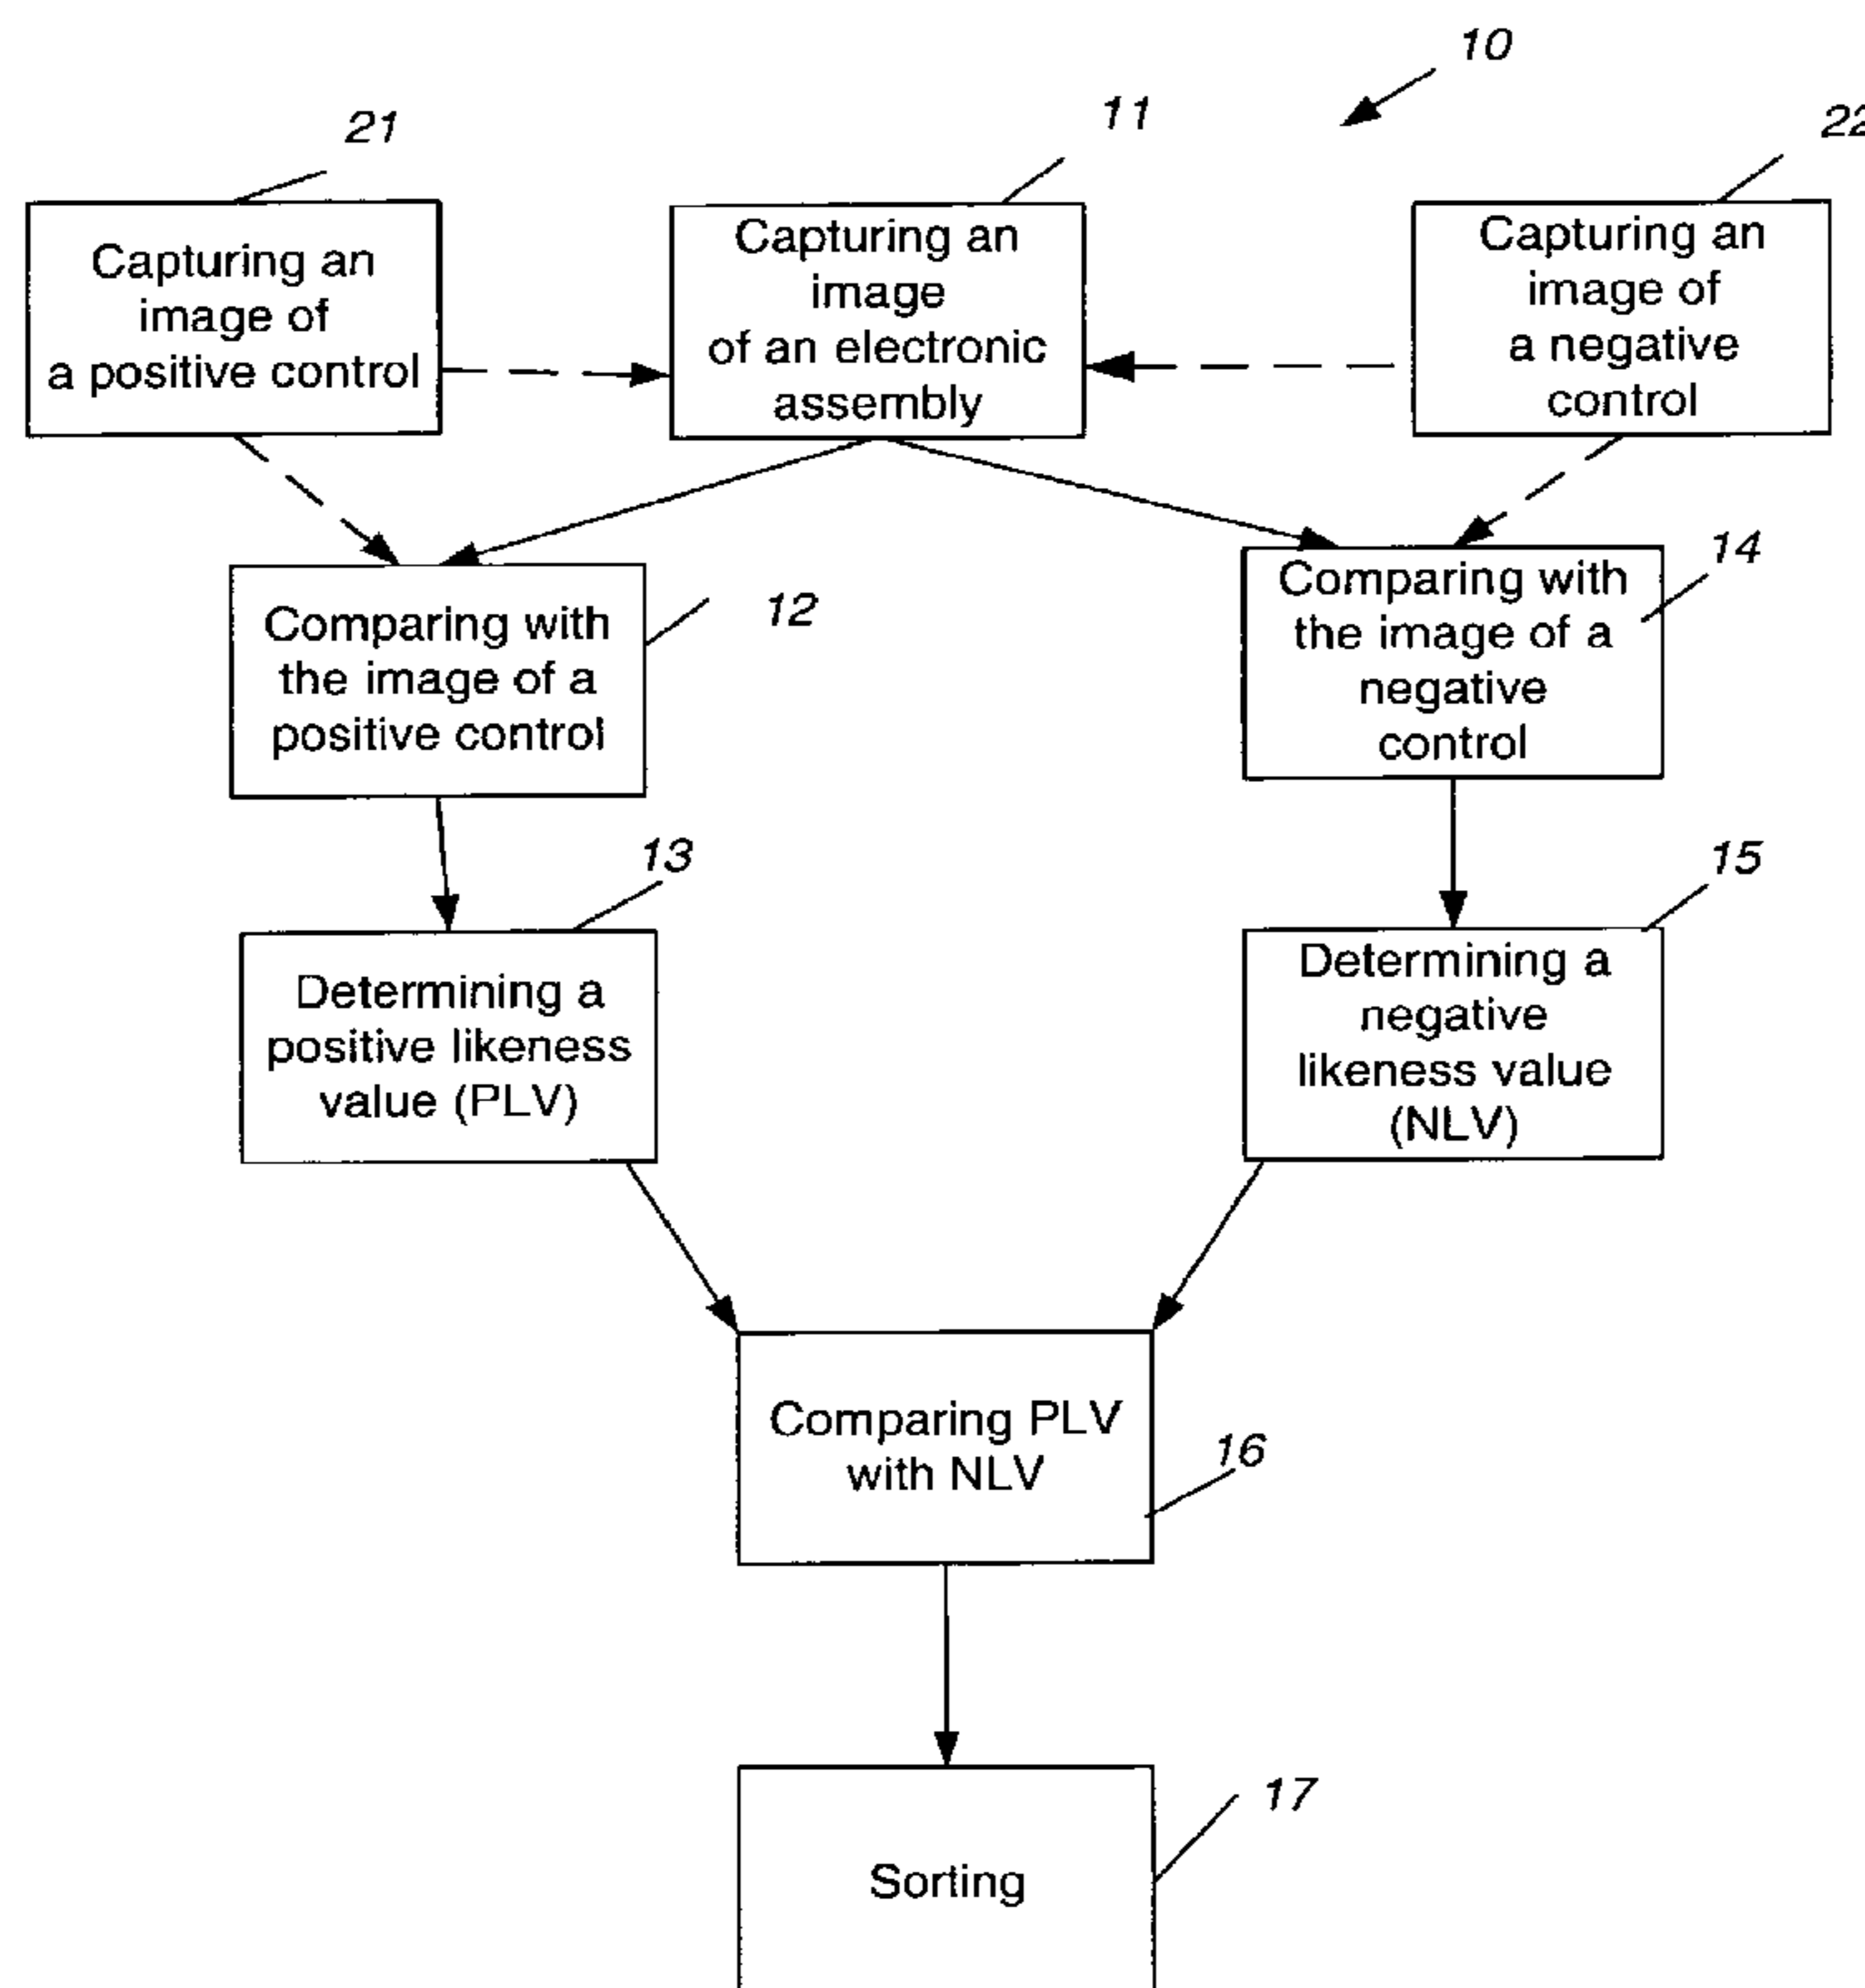 10
21
11
22
Capturing an
image of
a positive control
Capturing an
image
of an electronic
assembly
Capturing an
image of
a negative
control
12
Comparing with
the image of a
positive control
14
Comparing with
the image of a
negative
control
13
Determining a
positive likeness
value (PLV)
15
Determining a
negative
likeness value
(NLV)
Comparing PLV
with NLV
16
17
Sorting